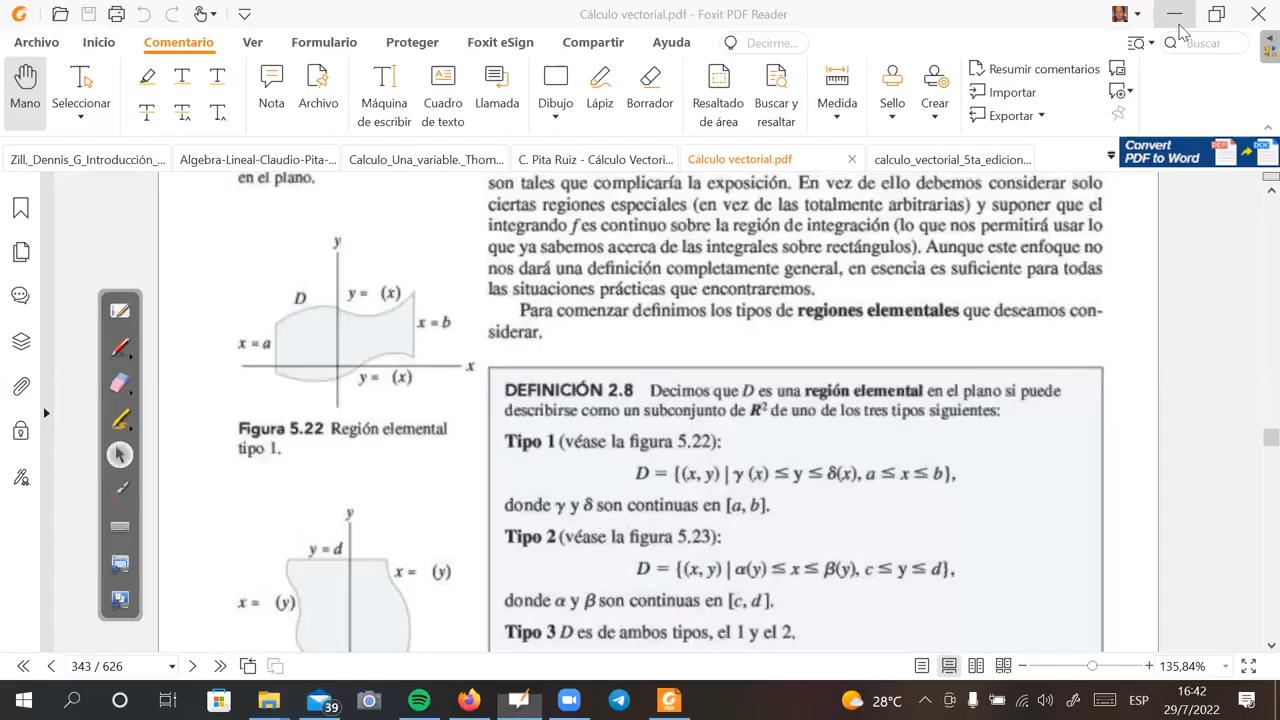 Cálculo vectorial.pdf - Foxit PDF Reader
Archivo Inicio Comentario Ver Formulario Proteger Foxit eSign Compartir Ayuda Decirme... Buscar
Mano Seleccionar Nota Archivo Máquina de escribir Cuadro de texto Llamada Dibujo Lápiz Borrador Resaltado de área Buscar y resaltar Medida Sello Crear
Resumir comentarios
Importar
Exportar
Zill,_Dennis_G_Introducción_... Algebra-Lineal-Claudio-Pita-... Calculo_Una_variable._Thom... C. Pita Ruiz - Cálculo Vectori... Cálculo vectorial.pdf calculo_vectorial_5ta_edicion...
Convert PDF to Word PDF DOC
en el plano.
y
D
y = (x)
x = b
x = a
x
y = (x)
Figura 5.22 Región elemental
tipo 1.
y
y = d
x = (y)
x = (y)
son tales que complicaría la exposición. En vez de ello debemos considerar solo
ciertas regiones especiales (en vez de las totalmente arbitrarias) y suponer que el
integrando f es continuo sobre la región de integración (lo que nos permitirá usar lo
que ya sabemos acerca de las integrales sobre rectángulos). Aunque este enfoque no
nos dará una definición completamente general, en esencia es suficiente para todas
las situaciones prácticas que encontraremos.
Para comenzar definimos los tipos de regiones elementales que deseamos con-
siderar.
DEFINICIÓN 2.8 Decimos que D es una región elemental en el plano si puede
describirse como un subconjunto de R² de uno de los tres tipos siguientes:
Tipo 1 (véase la figura 5.22):
D = {(x, y) | γ (x) ≤ y ≤ δ(x), a ≤ x ≤ b},
donde γ y δ son continuas en [a, b].
Tipo 2 (véase la figura 5.23):
D = {(x, y) | α(y) ≤ x ≤ β(y), c ≤ y ≤ d},
donde α y β son continuas en [c, d].
Tipo 3 D es de ambos tipos, el 1 y el 2.
343 / 626
135,84%
39
28°C
ESP
16:42
29/7/2022